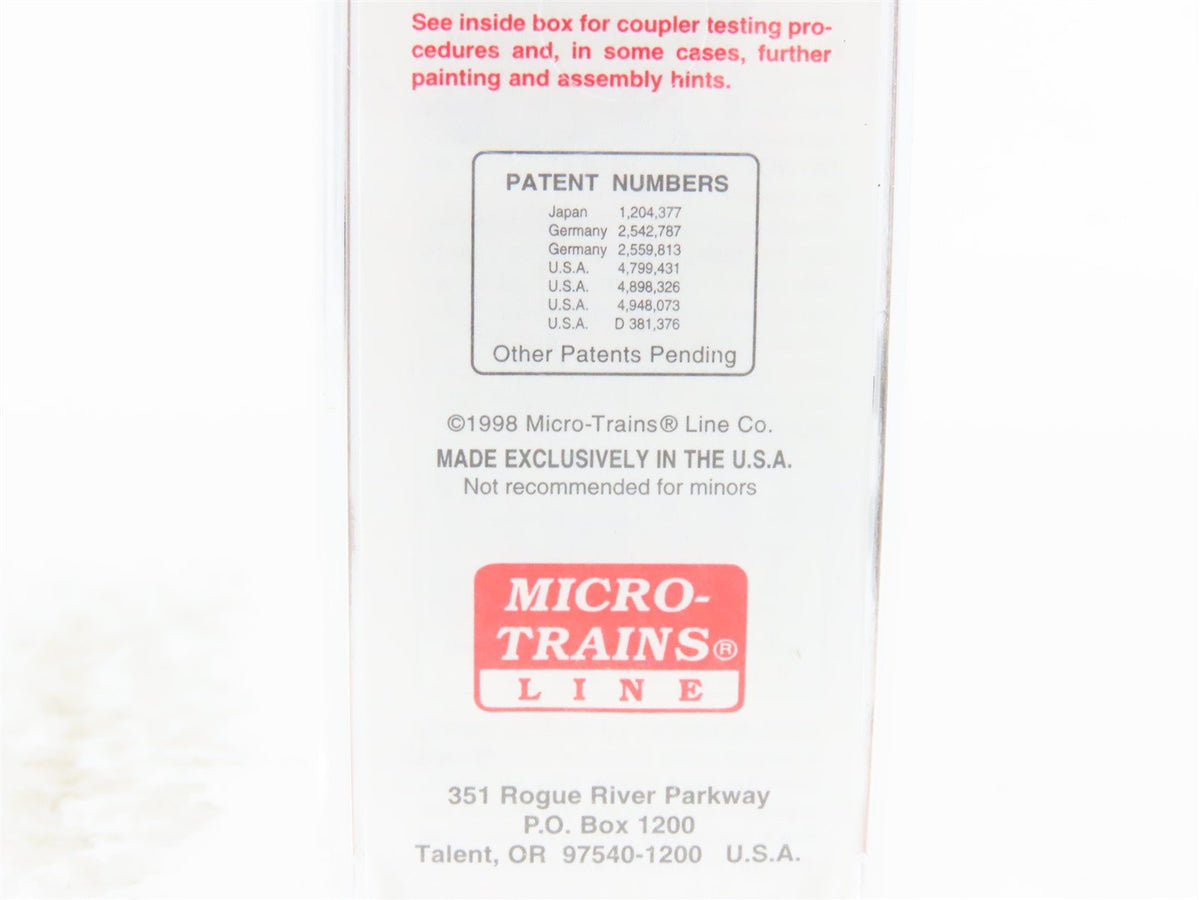 See inside box for coupler testing pro-
cedures and, in some cases, further
painting and assembly hints.
PATENT NUMBERS
Japan 1,204,377
Germany 2,542,787
Germany 2,559,813
U.S.A. 4,799,431
U.S.A. 4,898,326
U.S.A. 4,948,073
U.S.A. D 381,376
Other Patents Pending
©1998 Micro-Trains® Line Co.
MADE EXCLUSIVELY IN THE U.S.A.
Not recommended for minors
MICRO-
TRAINS®
LINE
351 Rogue River Parkway
P.O. Box 1200
Talent, OR 97540-1200 U.S.A.